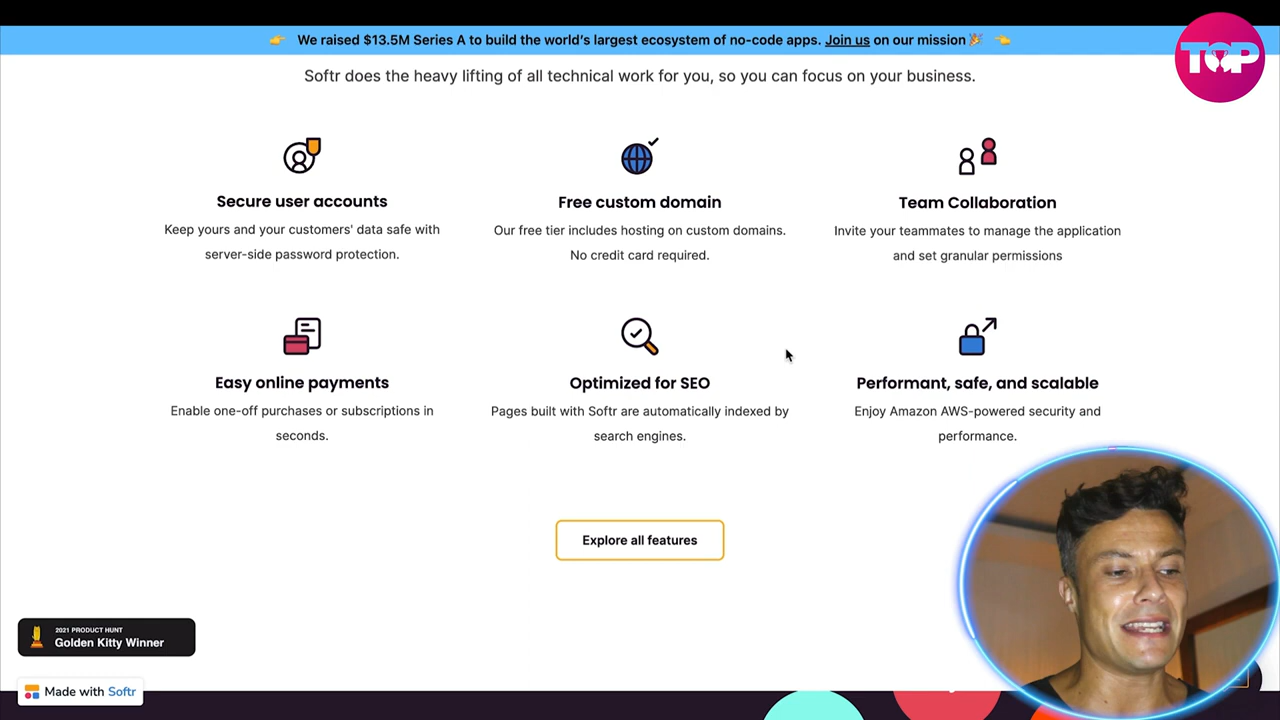 👉 We raised $13.5M Series A to build the world's largest ecosystem of no-code apps. Join us on our mission🎉 👈
TOP
Softr does the heavy lifting of all technical work for you, so you can focus on your business.
Secure user accounts
Keep yours and your customers' data safe with
server-side password protection.
Free custom domain
Our free tier includes hosting on custom domains.
No credit card required.
Team Collaboration
Invite your teammates to manage the application
and set granular permissions
Easy online payments
Enable one-off purchases or subscriptions in
seconds.
Optimized for SEO
Pages built with Softr are automatically indexed by
search engines.
Performant, safe, and scalable
Enjoy Amazon AWS-powered security and
performance.
Explore all features
2021 PRODUCT HUNT
Golden Kitty Winner
Made with Softr